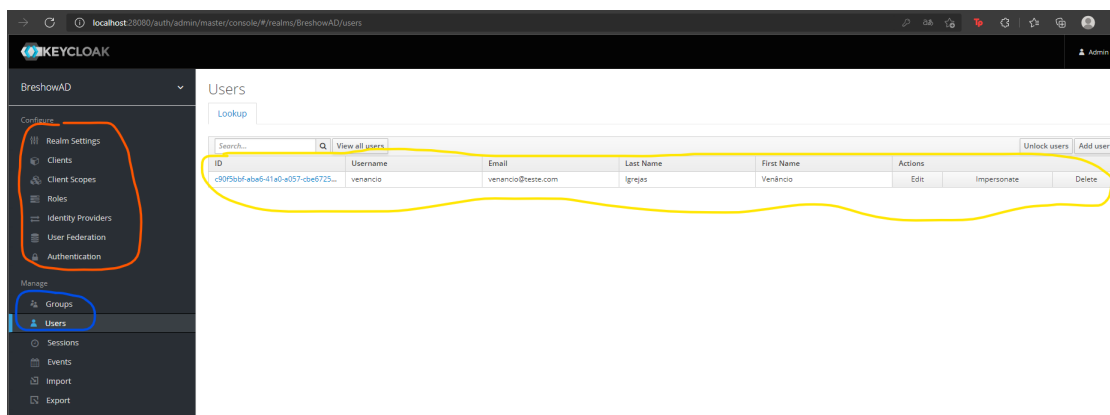 localhost:28080/auth/admin/master/console/#/realms/BreshowAD/users
KEYCLOAK
Admin
BreshowAD
Configure
Realm Settings
Clients
Client Scopes
Roles
Identity Providers
User Federation
Authentication
Manage
Groups
Users
Sessions
Events
Import
Export
Users
Lookup
Search... View all users Unlock users Add user
ID Username Email Last Name First Name Actions
c90f5bbf-aba6-41a0-a057-cbe6725... venancio venancio@teste.com Igrejas Venâncio Edit Impersonate Delete